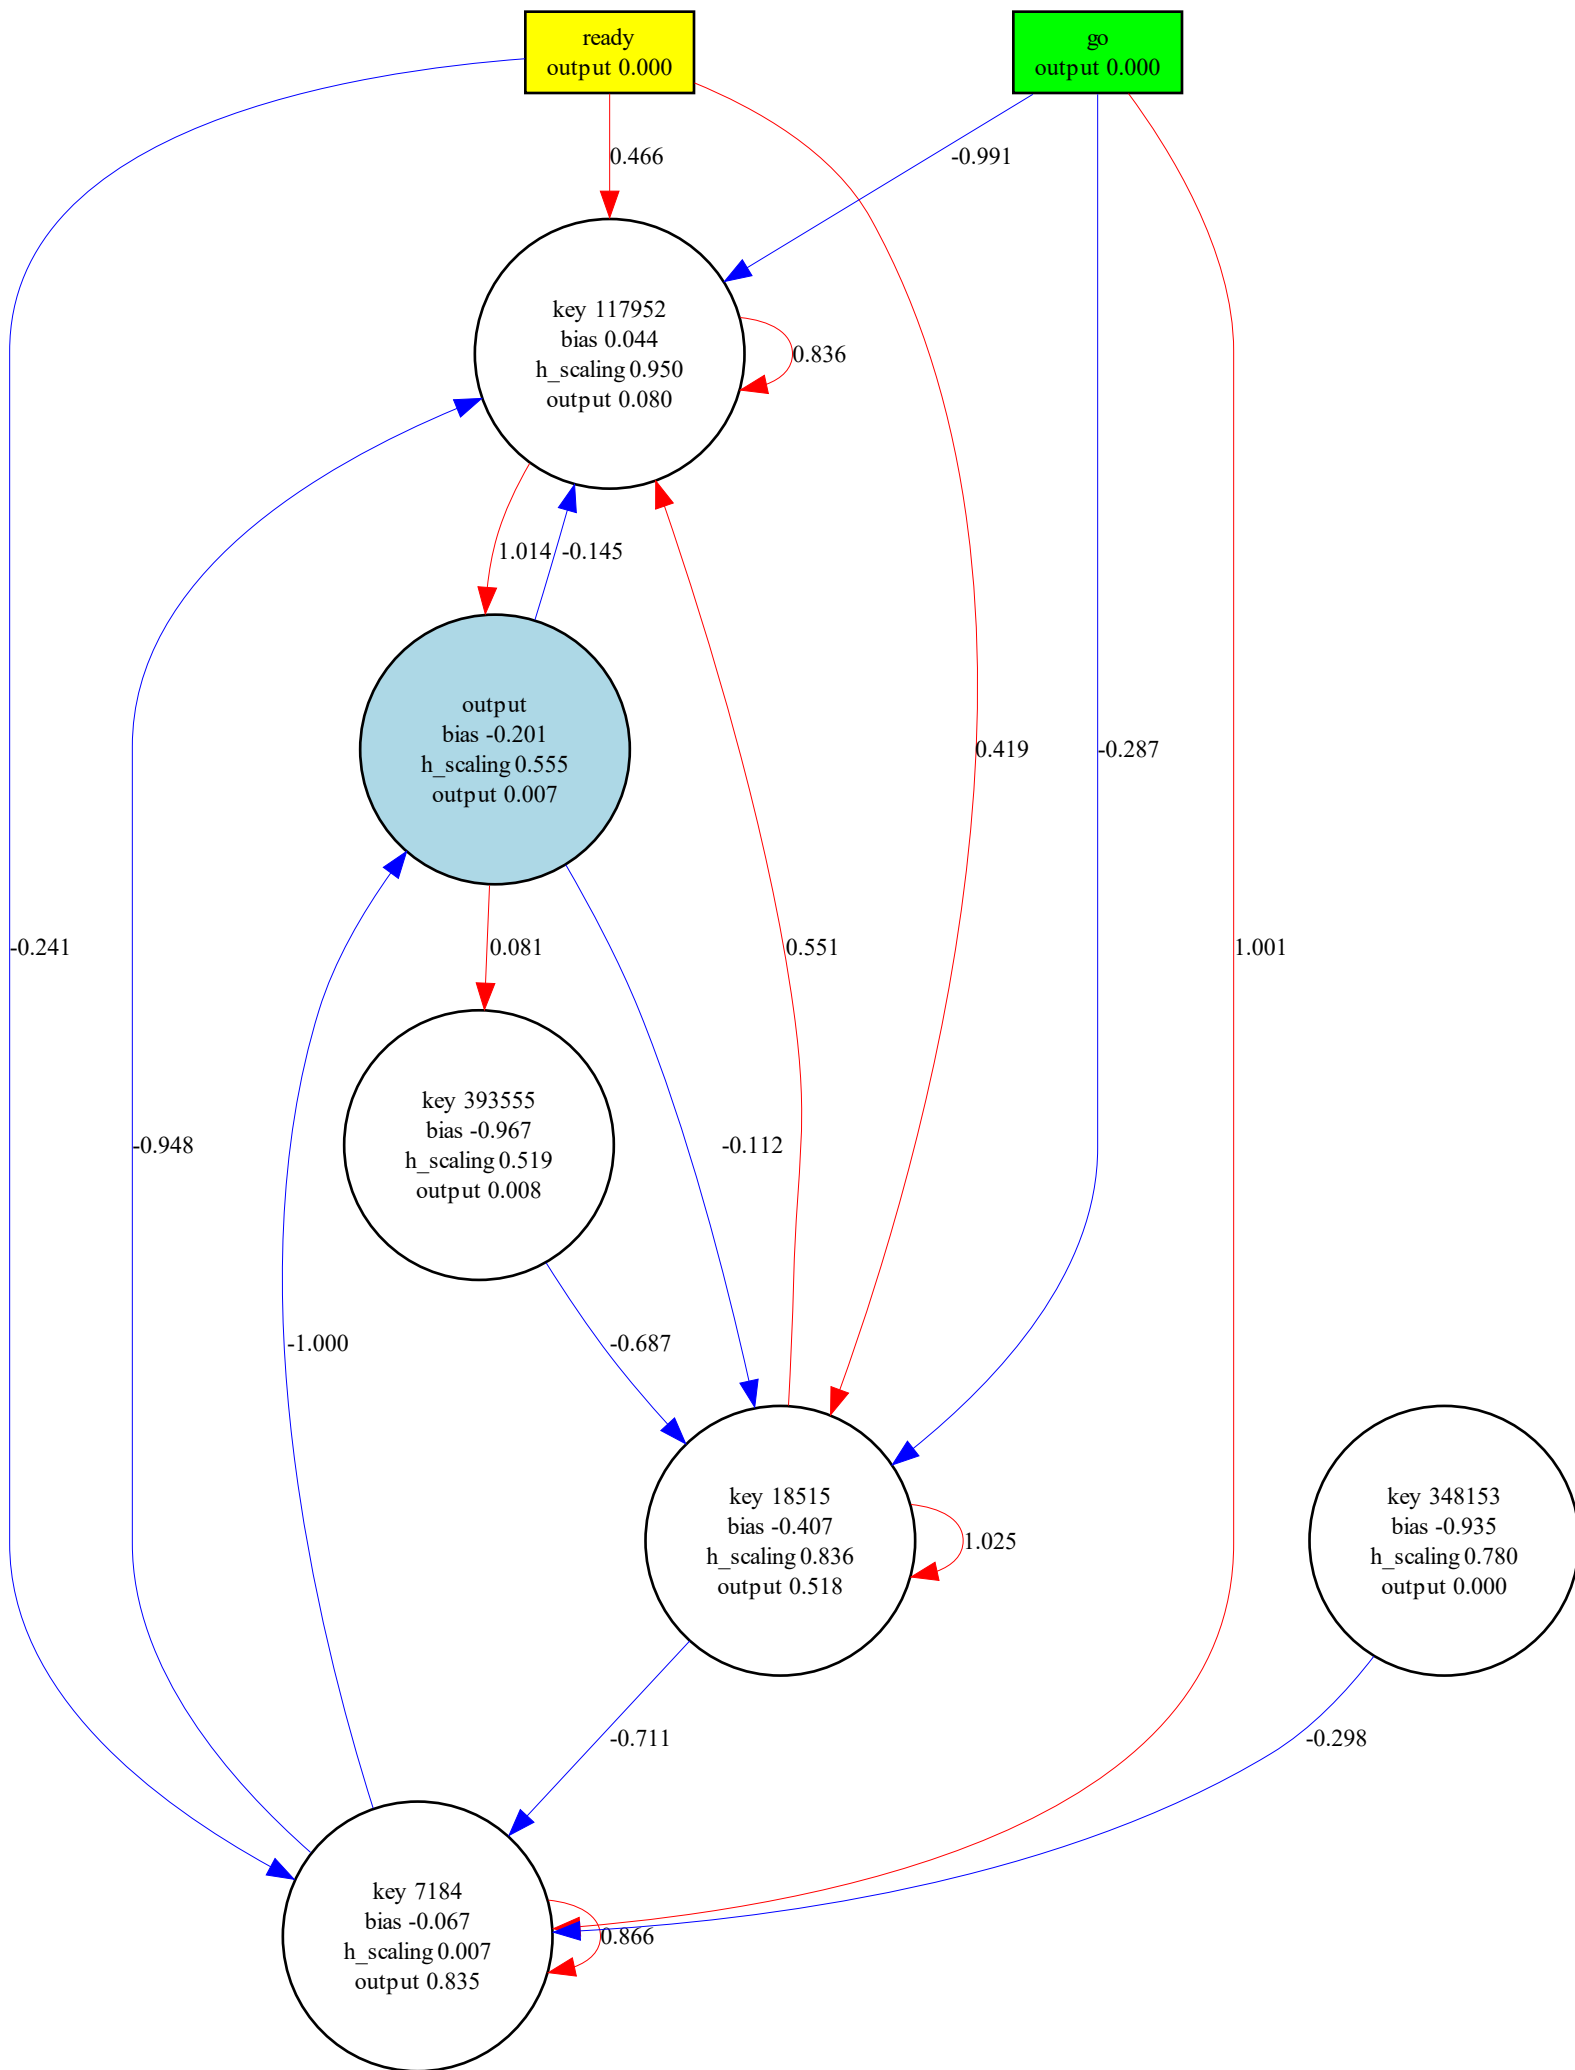 ready
output 0.000
go
output 0.000
0.466
-0.991
key 117952
bias 0.044
h_scaling 0.950
output 0.080
0.836
1.014
-0.145
output
bias -0.201
h_scaling 0.555
output 0.007
0.419
-0.287
-0.241
0.081
0.551
1.001
key 393555
bias -0.967
h_scaling 0.519
output 0.008
-0.948
-0.112
-1.000
-0.687
key 18515
bias -0.407
h_scaling 0.836
output 0.518
1.025
key 348153
bias -0.935
h_scaling 0.780
output 0.000
-0.711
-0.298
key 7184
bias -0.067
h_scaling 0.007
output 0.835
0.866